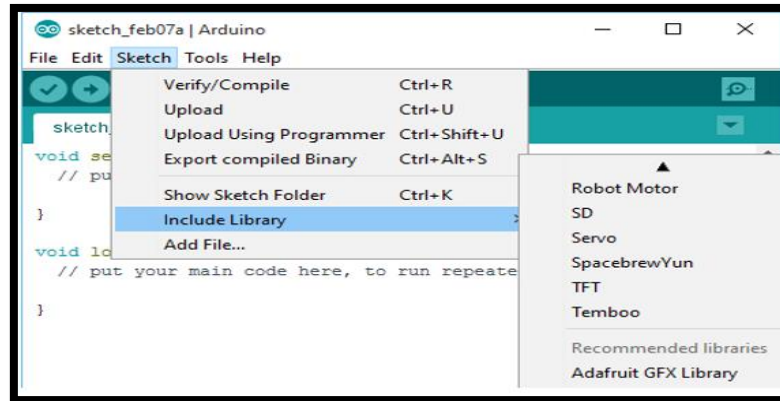 sketch_feb07a | Arduino
File Edit Sketch Tools Help
Verify/Compile Ctrl+R
Upload Ctrl+U
Upload Using Programmer Ctrl+Shift+U
Export compiled Binary Ctrl+Alt+S
Show Sketch Folder Ctrl+K
Include Library
Add File...
sketch_
void se
// pu
}
void lo
// put your main code here, to run repeate
}
Robot Motor
SD
Servo
SpacebrewYun
TFT
Temboo
Recommended libraries
Adafruit GFX Library